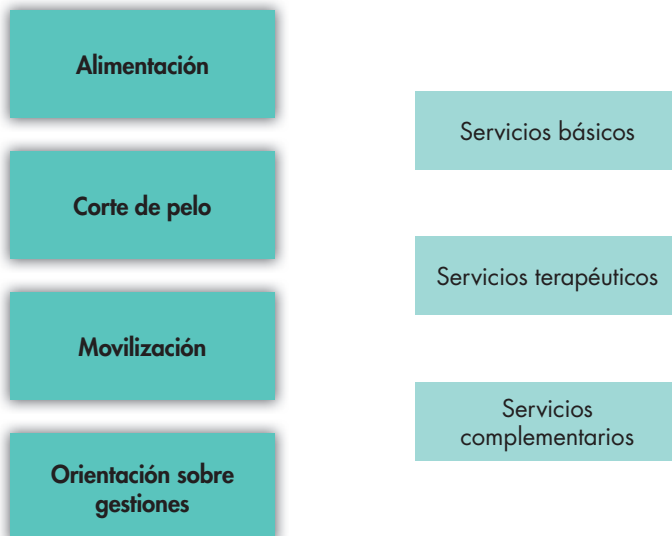 Alimentación
Corte de pelo
Movilización
Orientación sobre
gestiones
Servicios básicos
Servicios terapéuticos
Servicios
complementarios